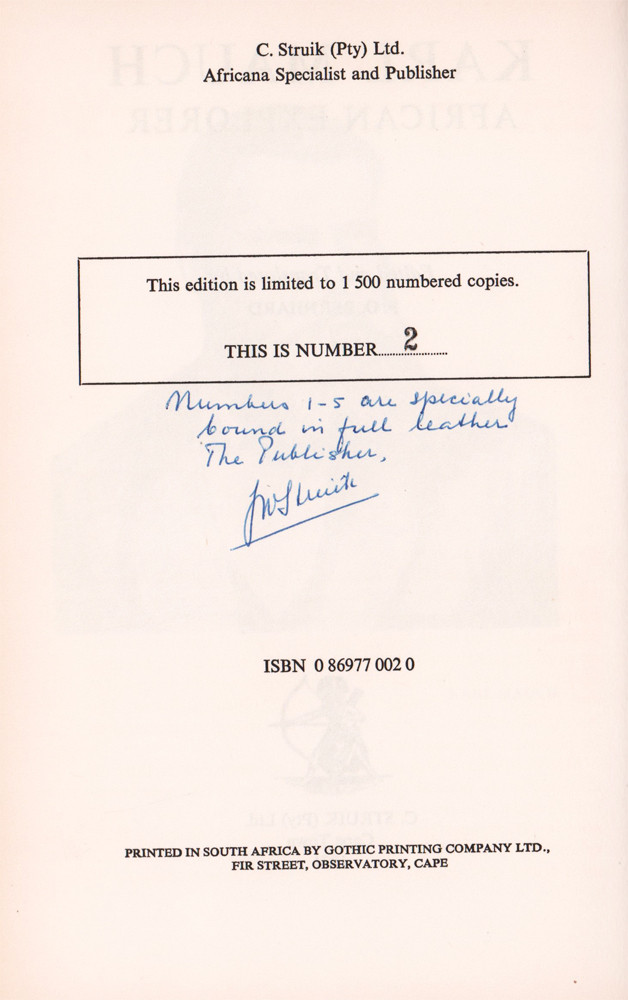 C. Struik (Pty) Ltd.
Africana Specialist and Publisher
This edition is limited to 1 500 numbered copies.
THIS IS NUMBER...............2...............
Numbers 1-5 are specially
bound in full leather
The Publisher,
ISBN 0 86977 002 0
PRINTED IN SOUTH AFRICA BY GOTHIC PRINTING COMPANY LTD.,
FIR STREET, OBSERVATORY, CAPE